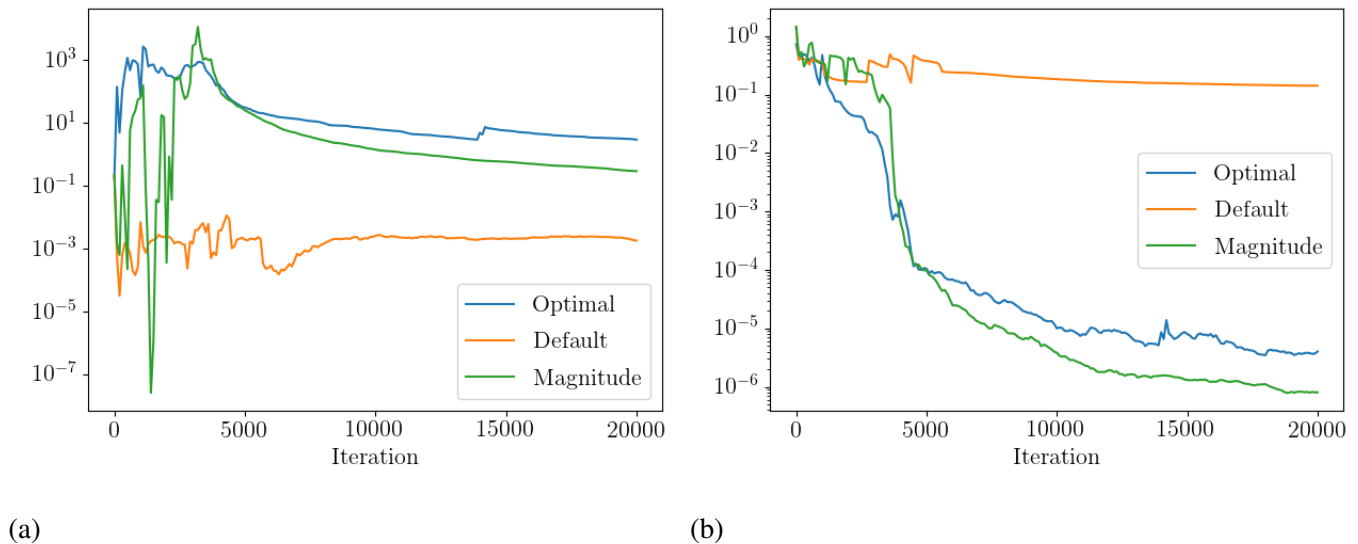 10^3
10^1
10^-1
10^-3
10^-5
10^-7
0
5000
10000
15000
20000
Iteration
Optimal
Default
Magnitude
(a)
10^0
10^-1
10^-2
10^-3
10^-4
10^-5
10^-6
0
5000
10000
15000
20000
Iteration
Optimal
Default
Magnitude
(b)